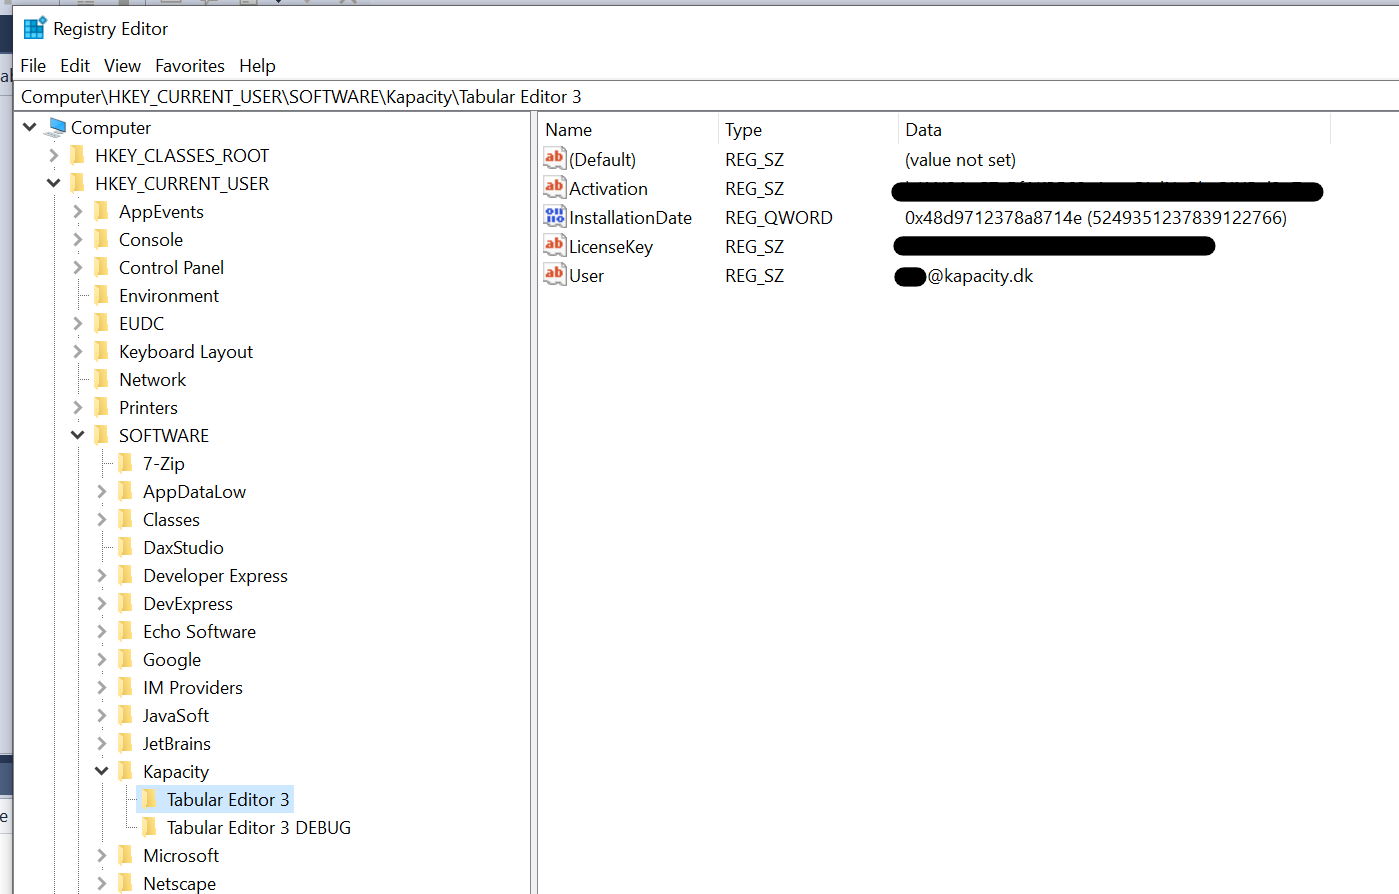 Registry Editor
File Edit View Favorites Help
Computer\HKEY_CURRENT_USER\SOFTWARE\Kapacity\Tabular Editor 3
Computer
HKEY_CLASSES_ROOT
HKEY_CURRENT_USER
AppEvents
Console
Control Panel
Environment
EUDC
Keyboard Layout
Network
Printers
SOFTWARE
7-Zip
AppDataLow
Classes
DaxStudio
Developer Express
DevExpress
Echo Software
Google
IM Providers
JavaSoft
JetBrains
Kapacity
Tabular Editor 3
Tabular Editor 3 DEBUG
Microsoft
Netscape
Name Type Data
(Default) REG_SZ (value not set)
Activation REG_SZ
InstallationDate REG_QWORD 0x48d9712378a8714e (5249351237839122766)
LicenseKey REG_SZ
User REG_SZ @kapacity.dk